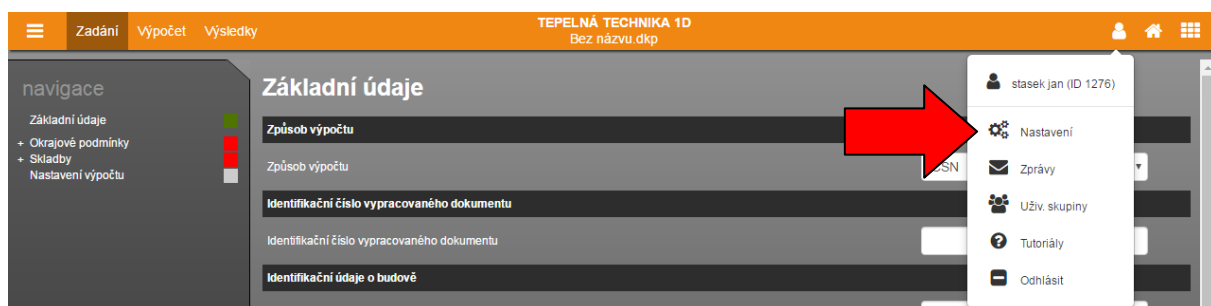 Zadání Výpočet Výsledky
TEPELNÁ TECHNIKA 1D
Bez názvu.dkp
navigace
Základní údaje
+ Okrajové podmínky
+ Skladby
Nastavení výpočtu
Základní údaje
Způsob výpočtu
Způsob výpočtu
ČSN
Identifikační číslo vypracovaného dokumentu
Identifikační číslo vypracovaného dokumentu
Identifikační údaje o budově
stasek jan (ID 1276)
Nastavení
Zprávy
Uživ. skupiny
Tutoriály
Odhlásit